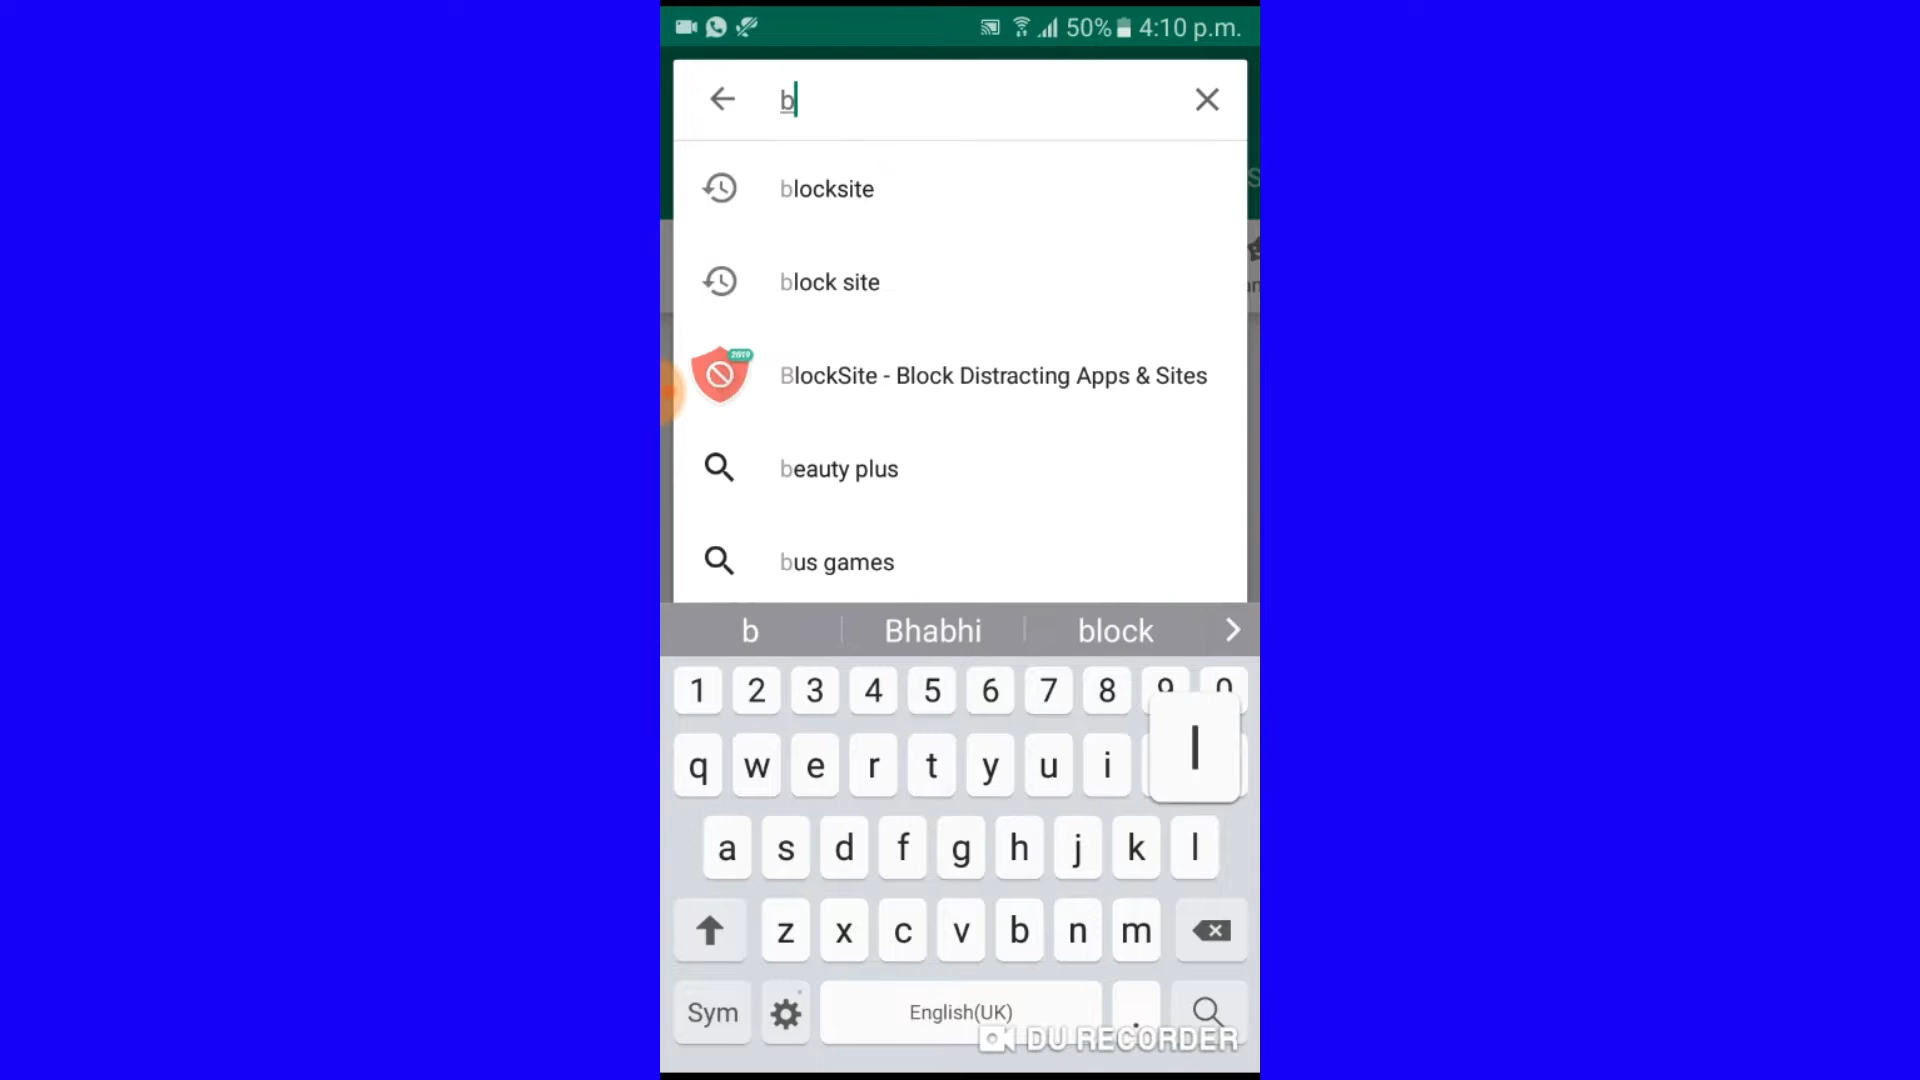 50% 4:10 p.m.
b
blocksite
block site
2019
BlockSite - Block Distracting Apps & Sites
beauty plus
bus games
b Bhabhi block
1 2 3 4 5 6 7 8 9 0
q w e r t y u i
l
a s d f g h j k l
z x c v b n m
Sym English(UK) .
DU RECORDER